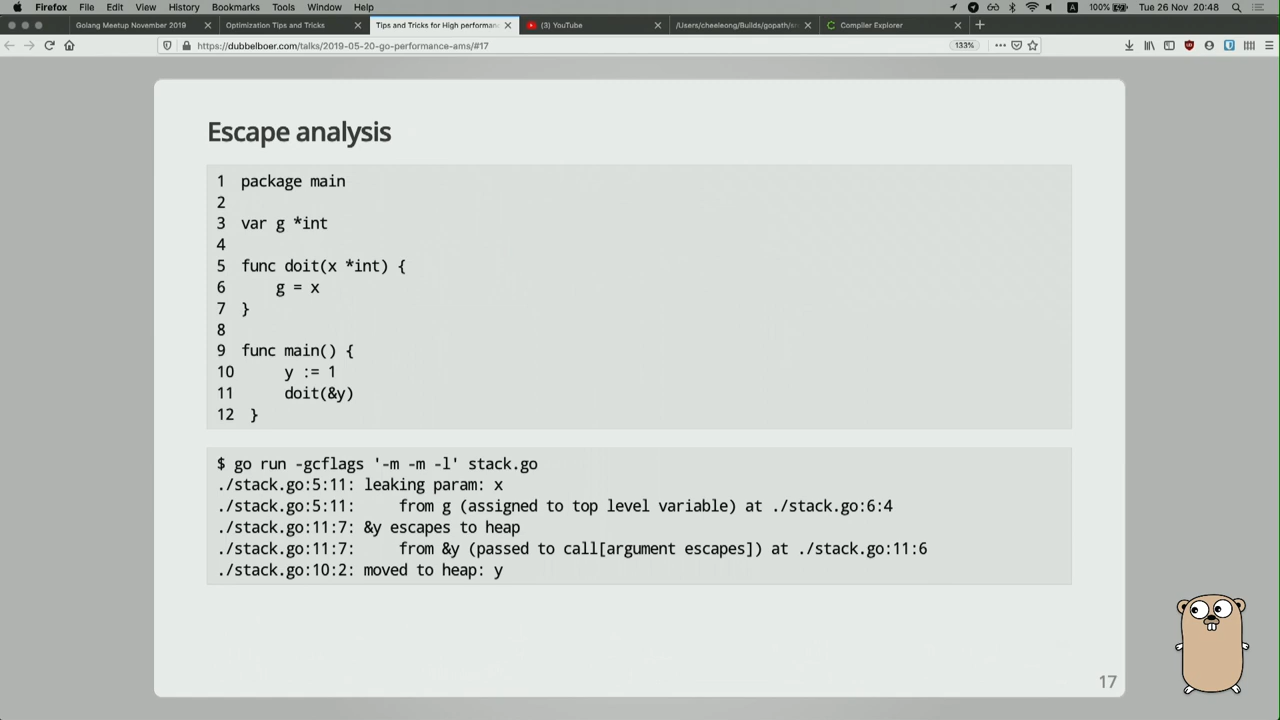 Firefox File Edit View History Bookmarks Tools Window Help 100% Tue 26 Nov 20:48
Golang Meetup November 2019 Optimization Tips and Tricks Tips and Tricks for High performan (3) YouTube /Users/cheeleong/Builds/gopath/sr Compiler Explorer
https://dubbelboer.com/talks/2019-05-20-go-performance-ams/#17 133%
Escape analysis
1 package main
2
3 var g *int
4
5 func doit(x *int) {
6 g = x
7 }
8
9 func main() {
10 y := 1
11 doit(&y)
12 }
$ go run -gcflags '-m -m -l' stack.go
./stack.go:5:11: leaking param: x
./stack.go:5:11: from g (assigned to top level variable) at ./stack.go:6:4
./stack.go:11:7: &y escapes to heap
./stack.go:11:7: from &y (passed to call[argument escapes]) at ./stack.go:11:6
./stack.go:10:2: moved to heap: y
17